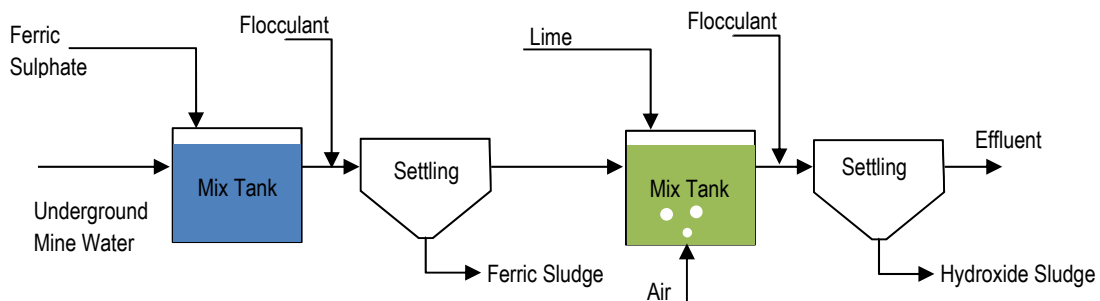 Ferric
Sulphate
Flocculant
Lime
Flocculant
Mix Tank
Settling
Mix Tank
Settling
Effluent
Underground
Mine Water
Ferric Sludge
Air
Hydroxide Sludge